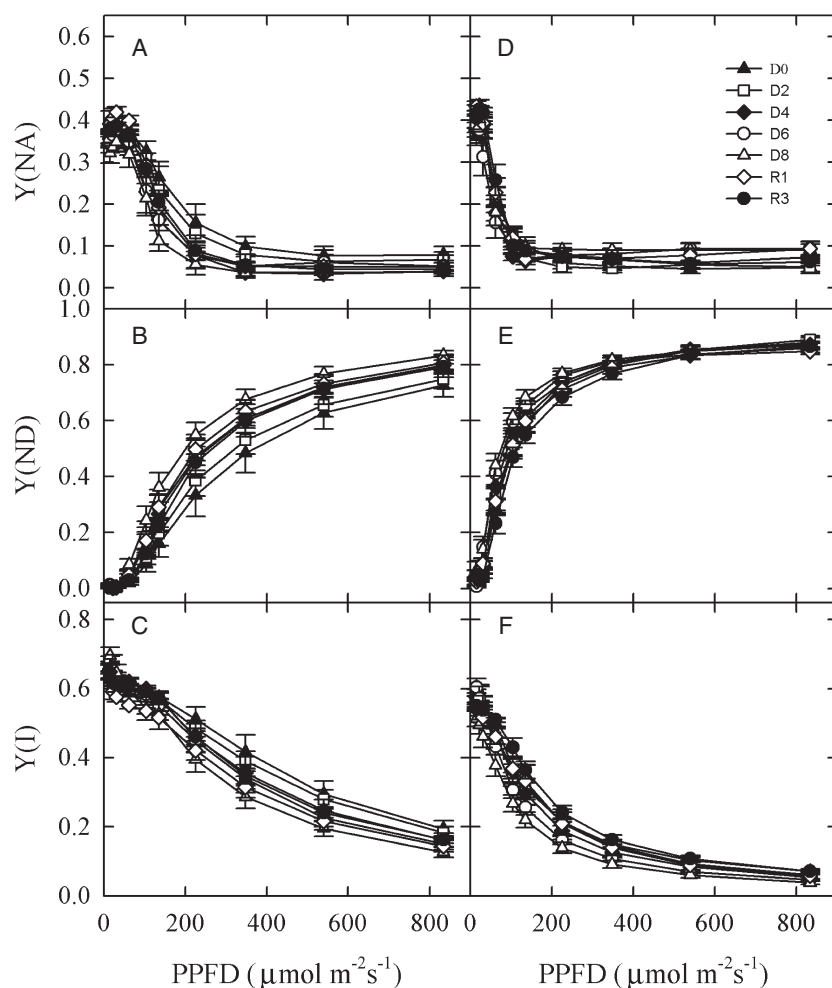 A
D
0.6
0.5
0.4
0.3
0.2
0.1
0.0
Y(NA)
D0
D2
D4
D6
D8
R1
R3
B
E
1.0
0.8
0.6
0.4
0.2
0.0
Y(ND)
C
F
0.8
0.6
0.4
0.2
0.0
Y(I)
0 200 400 600 800 0 200 400 600 800
PPFD (μmol m⁻²s⁻¹) PPFD (μmol m⁻²s⁻¹)